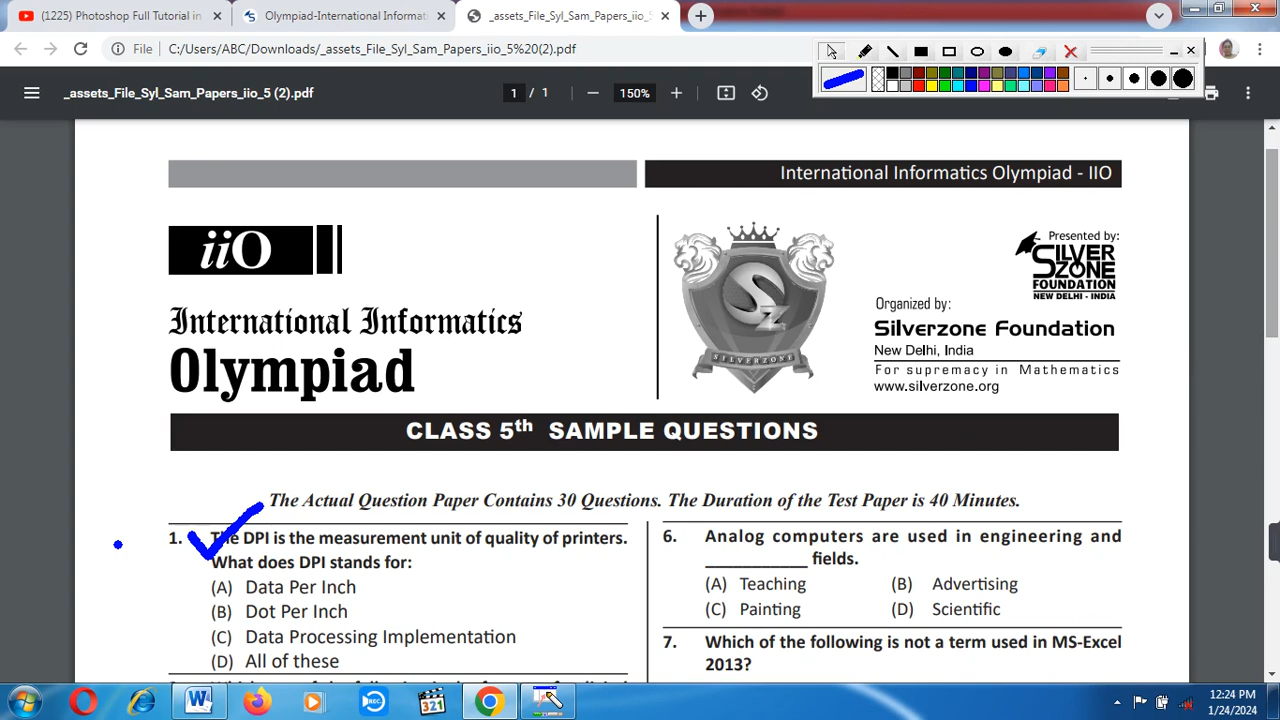 (1225) Photoshop Full Tutorial in
Olympiad-International Informat
_assets_File_Syl_Sam_Papers_iio_5
File
C:/Users/ABC/Downloads/_assets_File_Syl_Sam_Papers_iio_5%20(2).pdf
_assets_File_Syl_Sam_Papers_iio_5 (2).pdf
1 / 1
150%
International Informatics Olympiad - IIO
iiO
International Informatics
Olympiad
SZ
SILVERZONE
Presented by:
SILVER
ZONE
FOUNDATION
NEW DELHI - INDIA
Organized by:
Silverzone Foundation
New Delhi, India
For supremacy in Mathematics
www.silverzone.org
CLASS 5th SAMPLE QUESTIONS
The Actual Question Paper Contains 30 Questions. The Duration of the Test Paper is 40 Minutes.
1. The DPI is the measurement unit of quality of printers.
What does DPI stands for:
(A) Data Per Inch
(B) Dot Per Inch
(C) Data Processing Implementation
(D) All of these
6. Analog computers are used in engineering and
____________ fields.
(A) Teaching (B) Advertising
(C) Painting (D) Scientific
7. Which of the following is not a term used in MS-Excel
2013?
321
REC
12:24 PM
1/24/2024